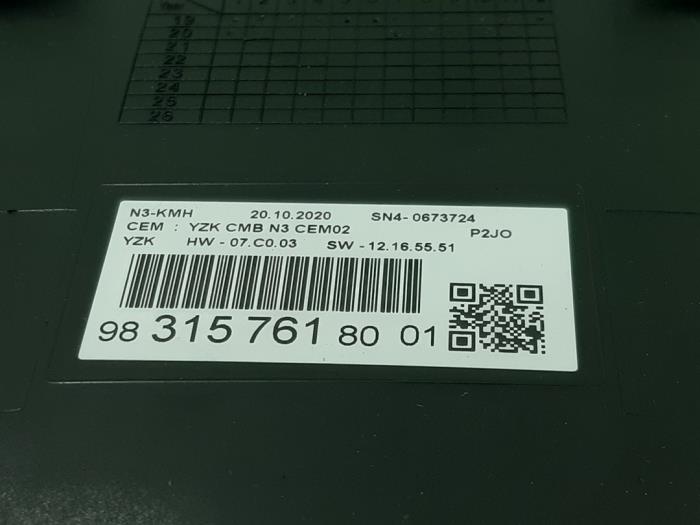 19
20
21
22
23
24
25
26
N3-KMH 20.10.2020 SN4- 0673724
CEM : YZK CMB N3 CEM02 P2JO
YZK HW - 07.C0.03 SW - 12.16.55.51
98 315 761 80 01